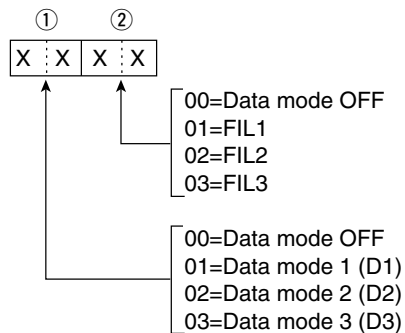 ① ②
X X X X
00=Data mode OFF
01=FIL1
02=FIL2
03=FIL3
00=Data mode OFF
01=Data mode 1 (D1)
02=Data mode 2 (D2)
03=Data mode 3 (D3)